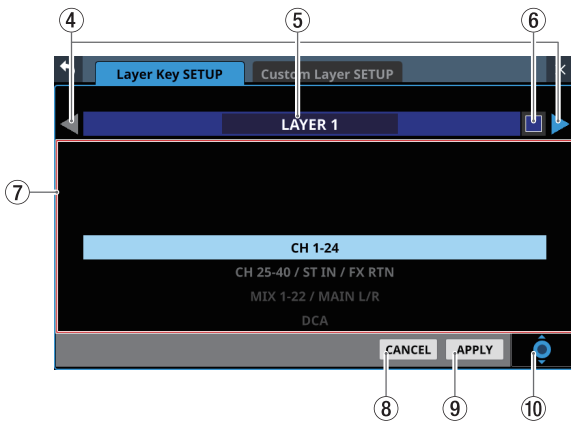 ④ ⑤ ⑥
Layer Key SETUP Custom Layer SETUP
LAYER 1
⑦
CH 1-24
CH 25-40 / ST IN / FX RTN
MIX 1-22 / MAIN L/R
DCA
CANCEL APPLY
⑧ ⑨ ⑩